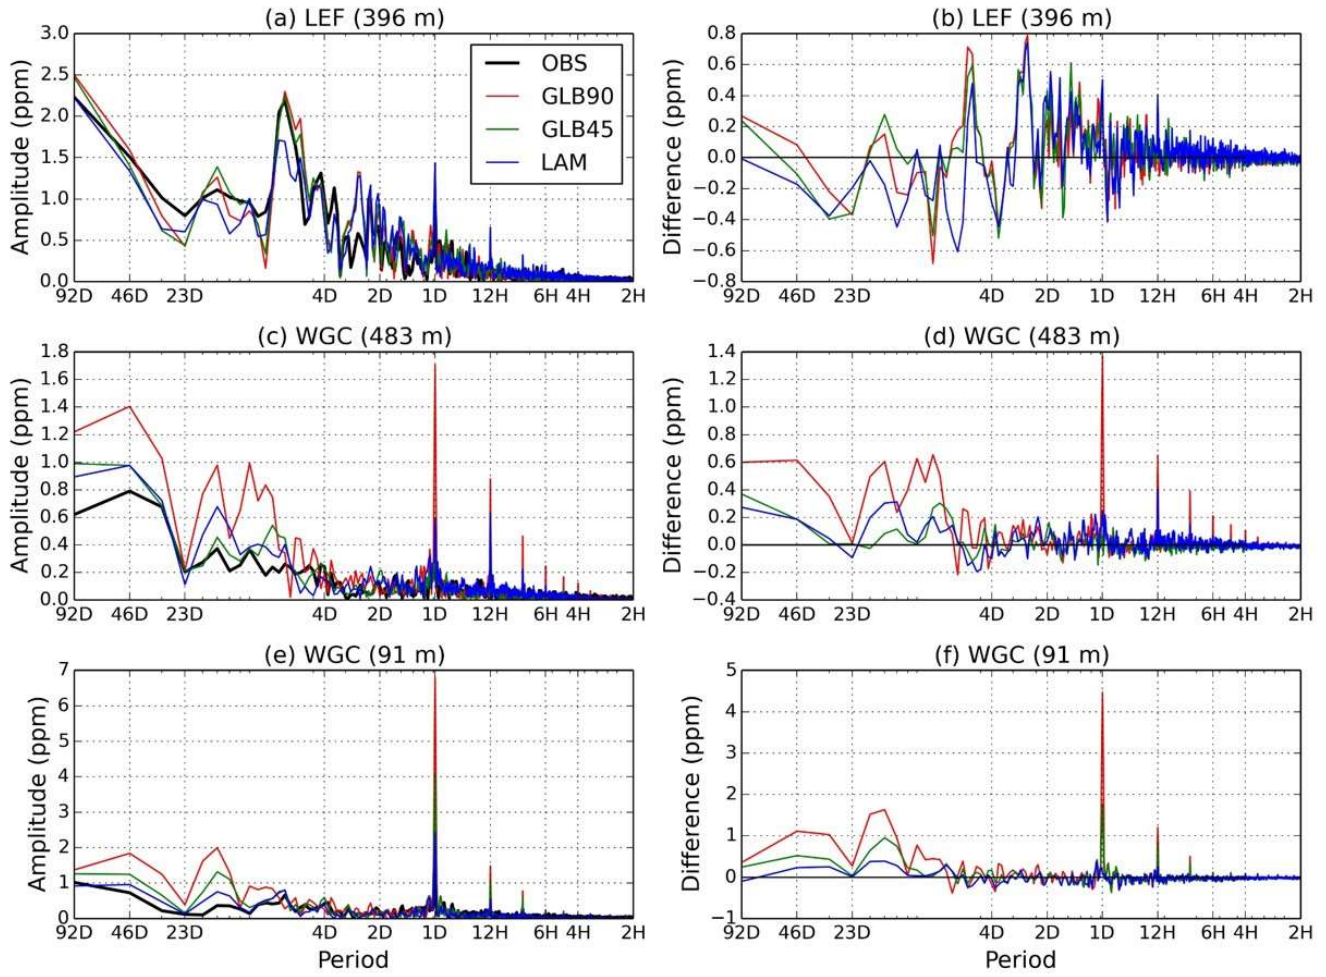 (a) LEF (396 m)
Amplitude (ppm)
3.0
2.5
2.0
1.5
1.0
0.5
0.0
OBS
GLB90
GLB45
LAM
92D 46D 23D 4D 2D 1D 12H 6H 4H 2H
(b) LEF (396 m)
Difference (ppm)
0.8
0.6
0.4
0.2
0.0
−0.2
−0.4
−0.6
−0.8
92D 46D 23D 4D 2D 1D 12H 6H 4H 2H
(c) WGC (483 m)
Amplitude (ppm)
1.8
1.6
1.4
1.2
1.0
0.8
0.6
0.4
0.2
0.0
92D 46D 23D 4D 2D 1D 12H 6H 4H 2H
(d) WGC (483 m)
Difference (ppm)
1.4
1.2
1.0
0.8
0.6
0.4
0.2
0.0
−0.2
−0.4
92D 46D 23D 4D 2D 1D 12H 6H 4H 2H
(e) WGC (91 m)
Amplitude (ppm)
7
6
5
4
3
2
1
0
92D 46D 23D 4D 2D 1D 12H 6H 4H 2H
Period
(f) WGC (91 m)
Difference (ppm)
5
4
3
2
1
0
−1
92D 46D 23D 4D 2D 1D 12H 6H 4H 2H
Period